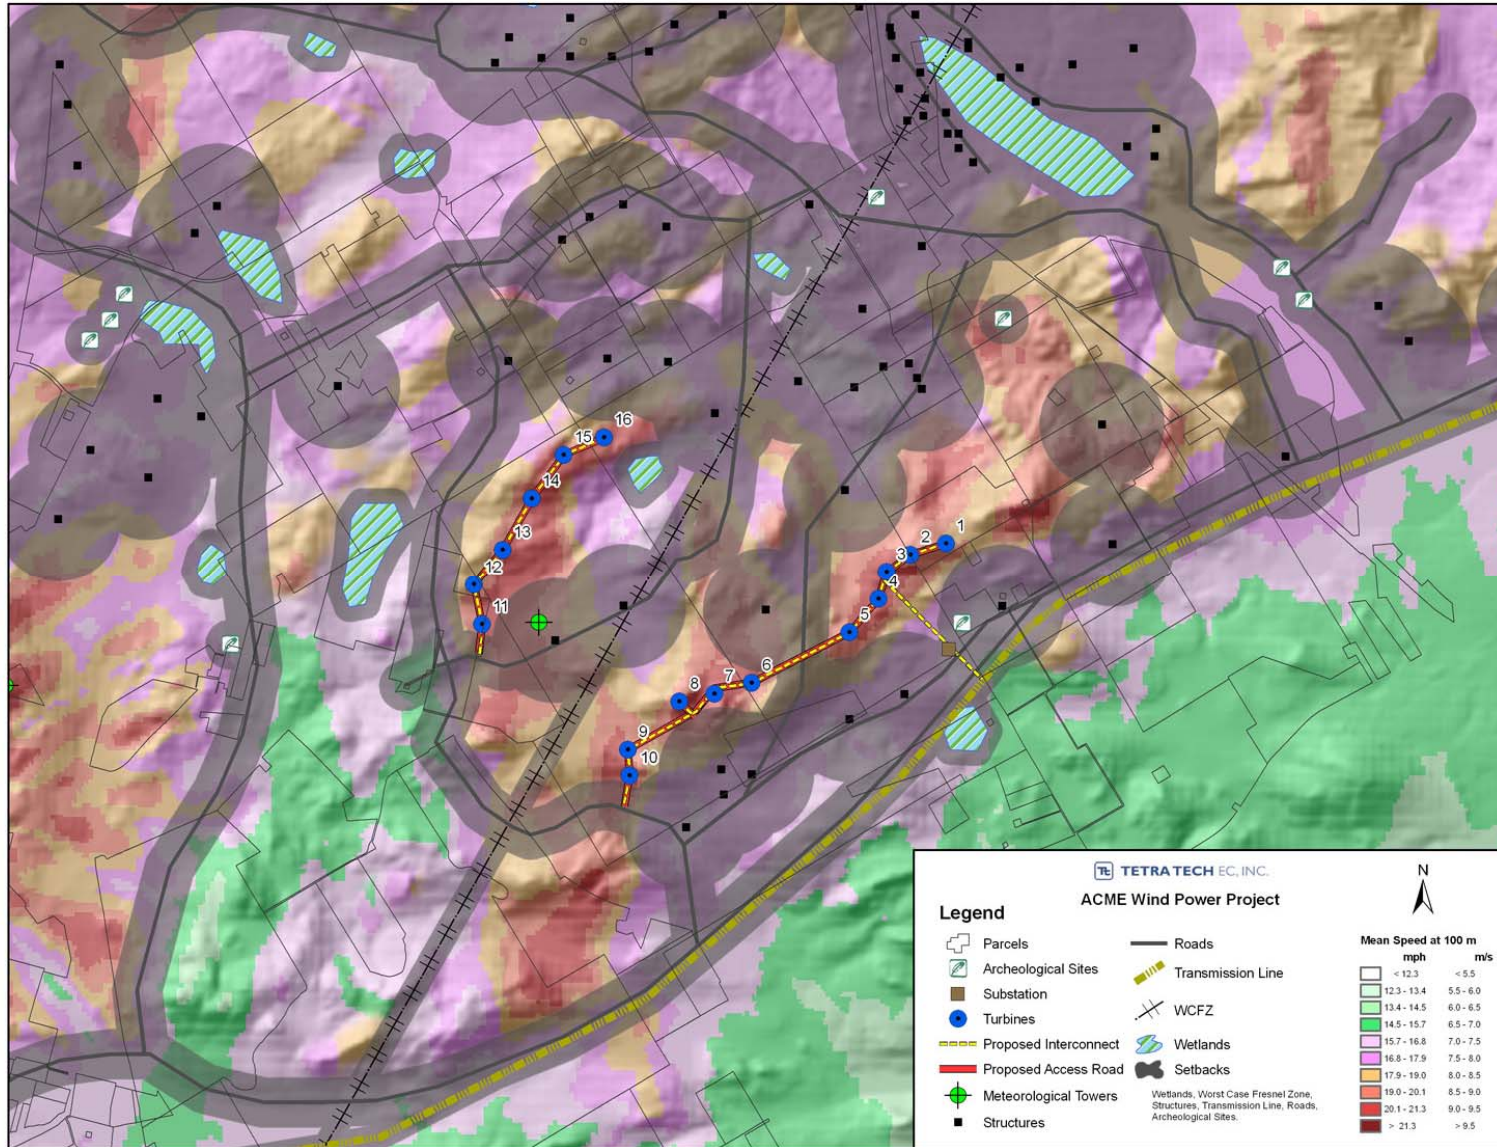 16
15
14
13
12
11
1
2
3
4
5
6
7
8
9
10
TETRA TECH EC, INC.
ACME Wind Power Project
N
Legend
Parcels
Archeological Sites
Substation
Turbines
Proposed Interconnect
Proposed Access Road
Meteorological Towers
Structures
Roads
Transmission Line
WCFZ
Wetlands
Setbacks
Wetlands, Worst Case Fresnel Zone,
Structures, Transmission Line, Roads,
Archeological Sites.
Mean Speed at 100 m
mph m/s
< 12.3 < 5.5
12.3 - 13.4 5.5 - 6.0
13.4 - 14.5 6.0 - 6.5
14.5 - 15.7 6.5 - 7.0
15.7 - 16.8 7.0 - 7.5
16.8 - 17.9 7.5 - 8.0
17.9 - 19.0 8.0 - 8.5
19.0 - 20.1 8.5 - 9.0
20.1 - 21.3 9.0 - 9.5
> 21.3 > 9.5